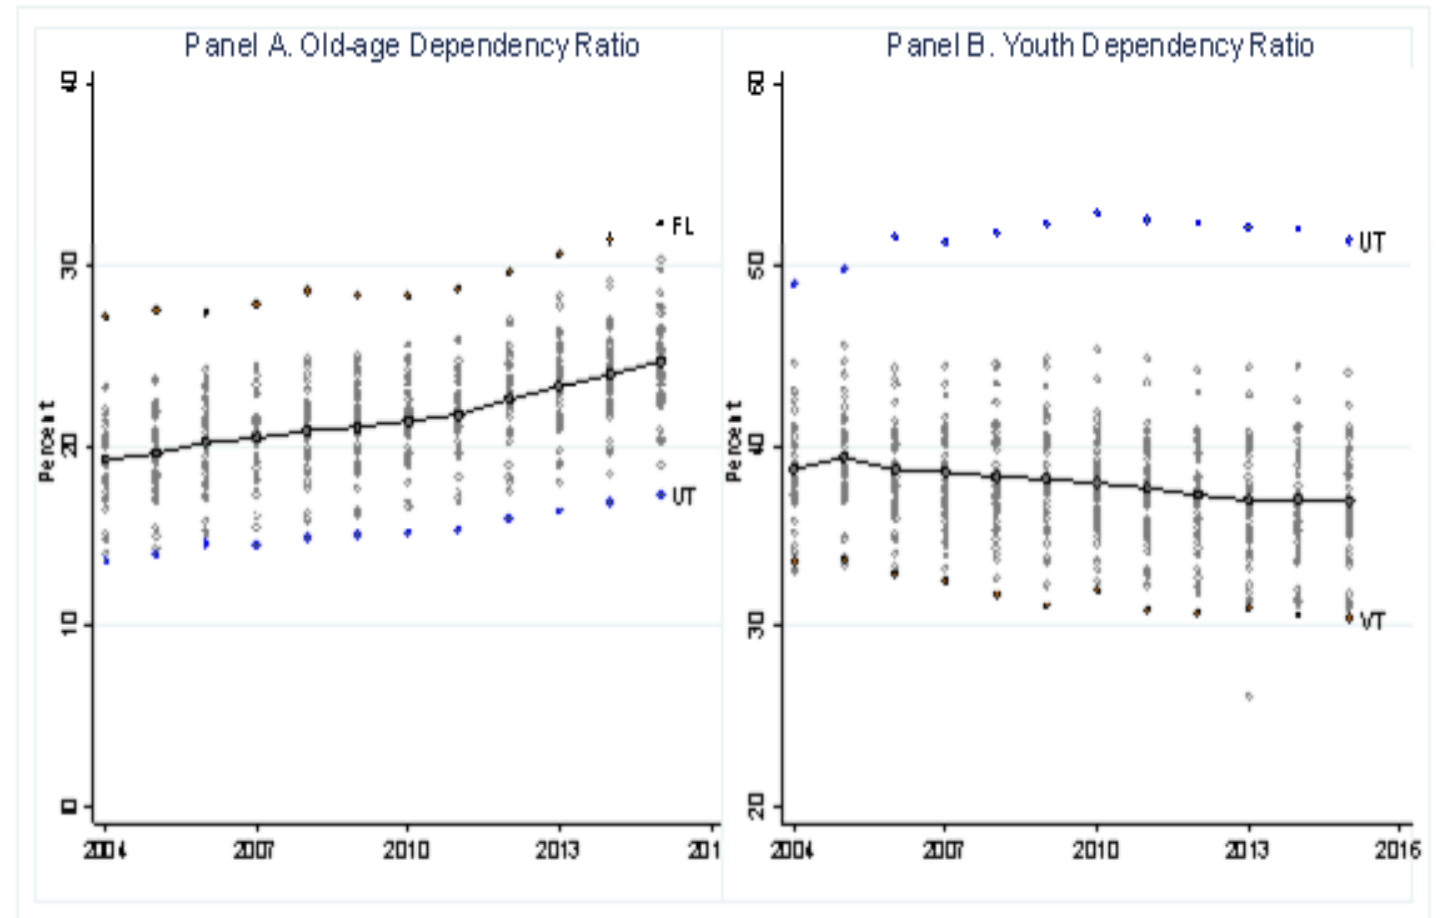 Panel A. Old-age Dependency Ratio
40
30
20
10
0
Percent
FL
UT
2004 2007 2010 2013 201
Panel B. Youth Dependency Ratio
60
50
40
30
20
Percent
UT
VT
2004 2007 2010 2013 2016